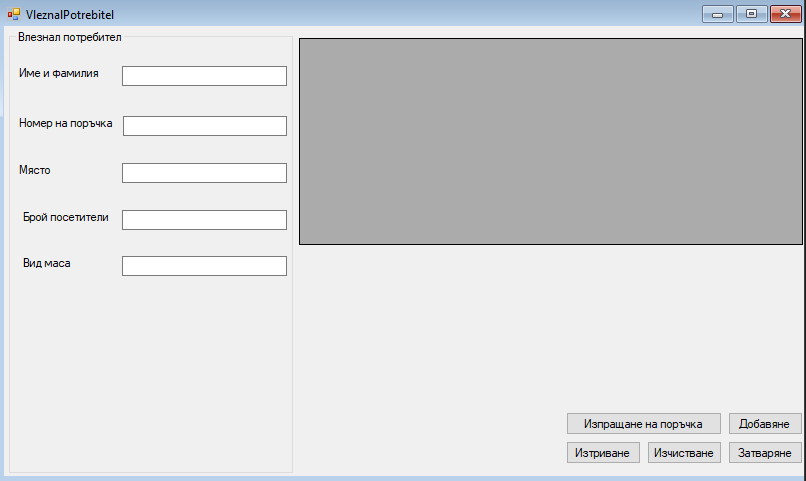 VleznalPotrebitel
Влезнал потребител
Име и фамилия
Номер на поръчка
Място
Брой посетители
Вид маса
Изпращане на поръчка
Добавяне
Изтриване
Изчистване
Затваряне